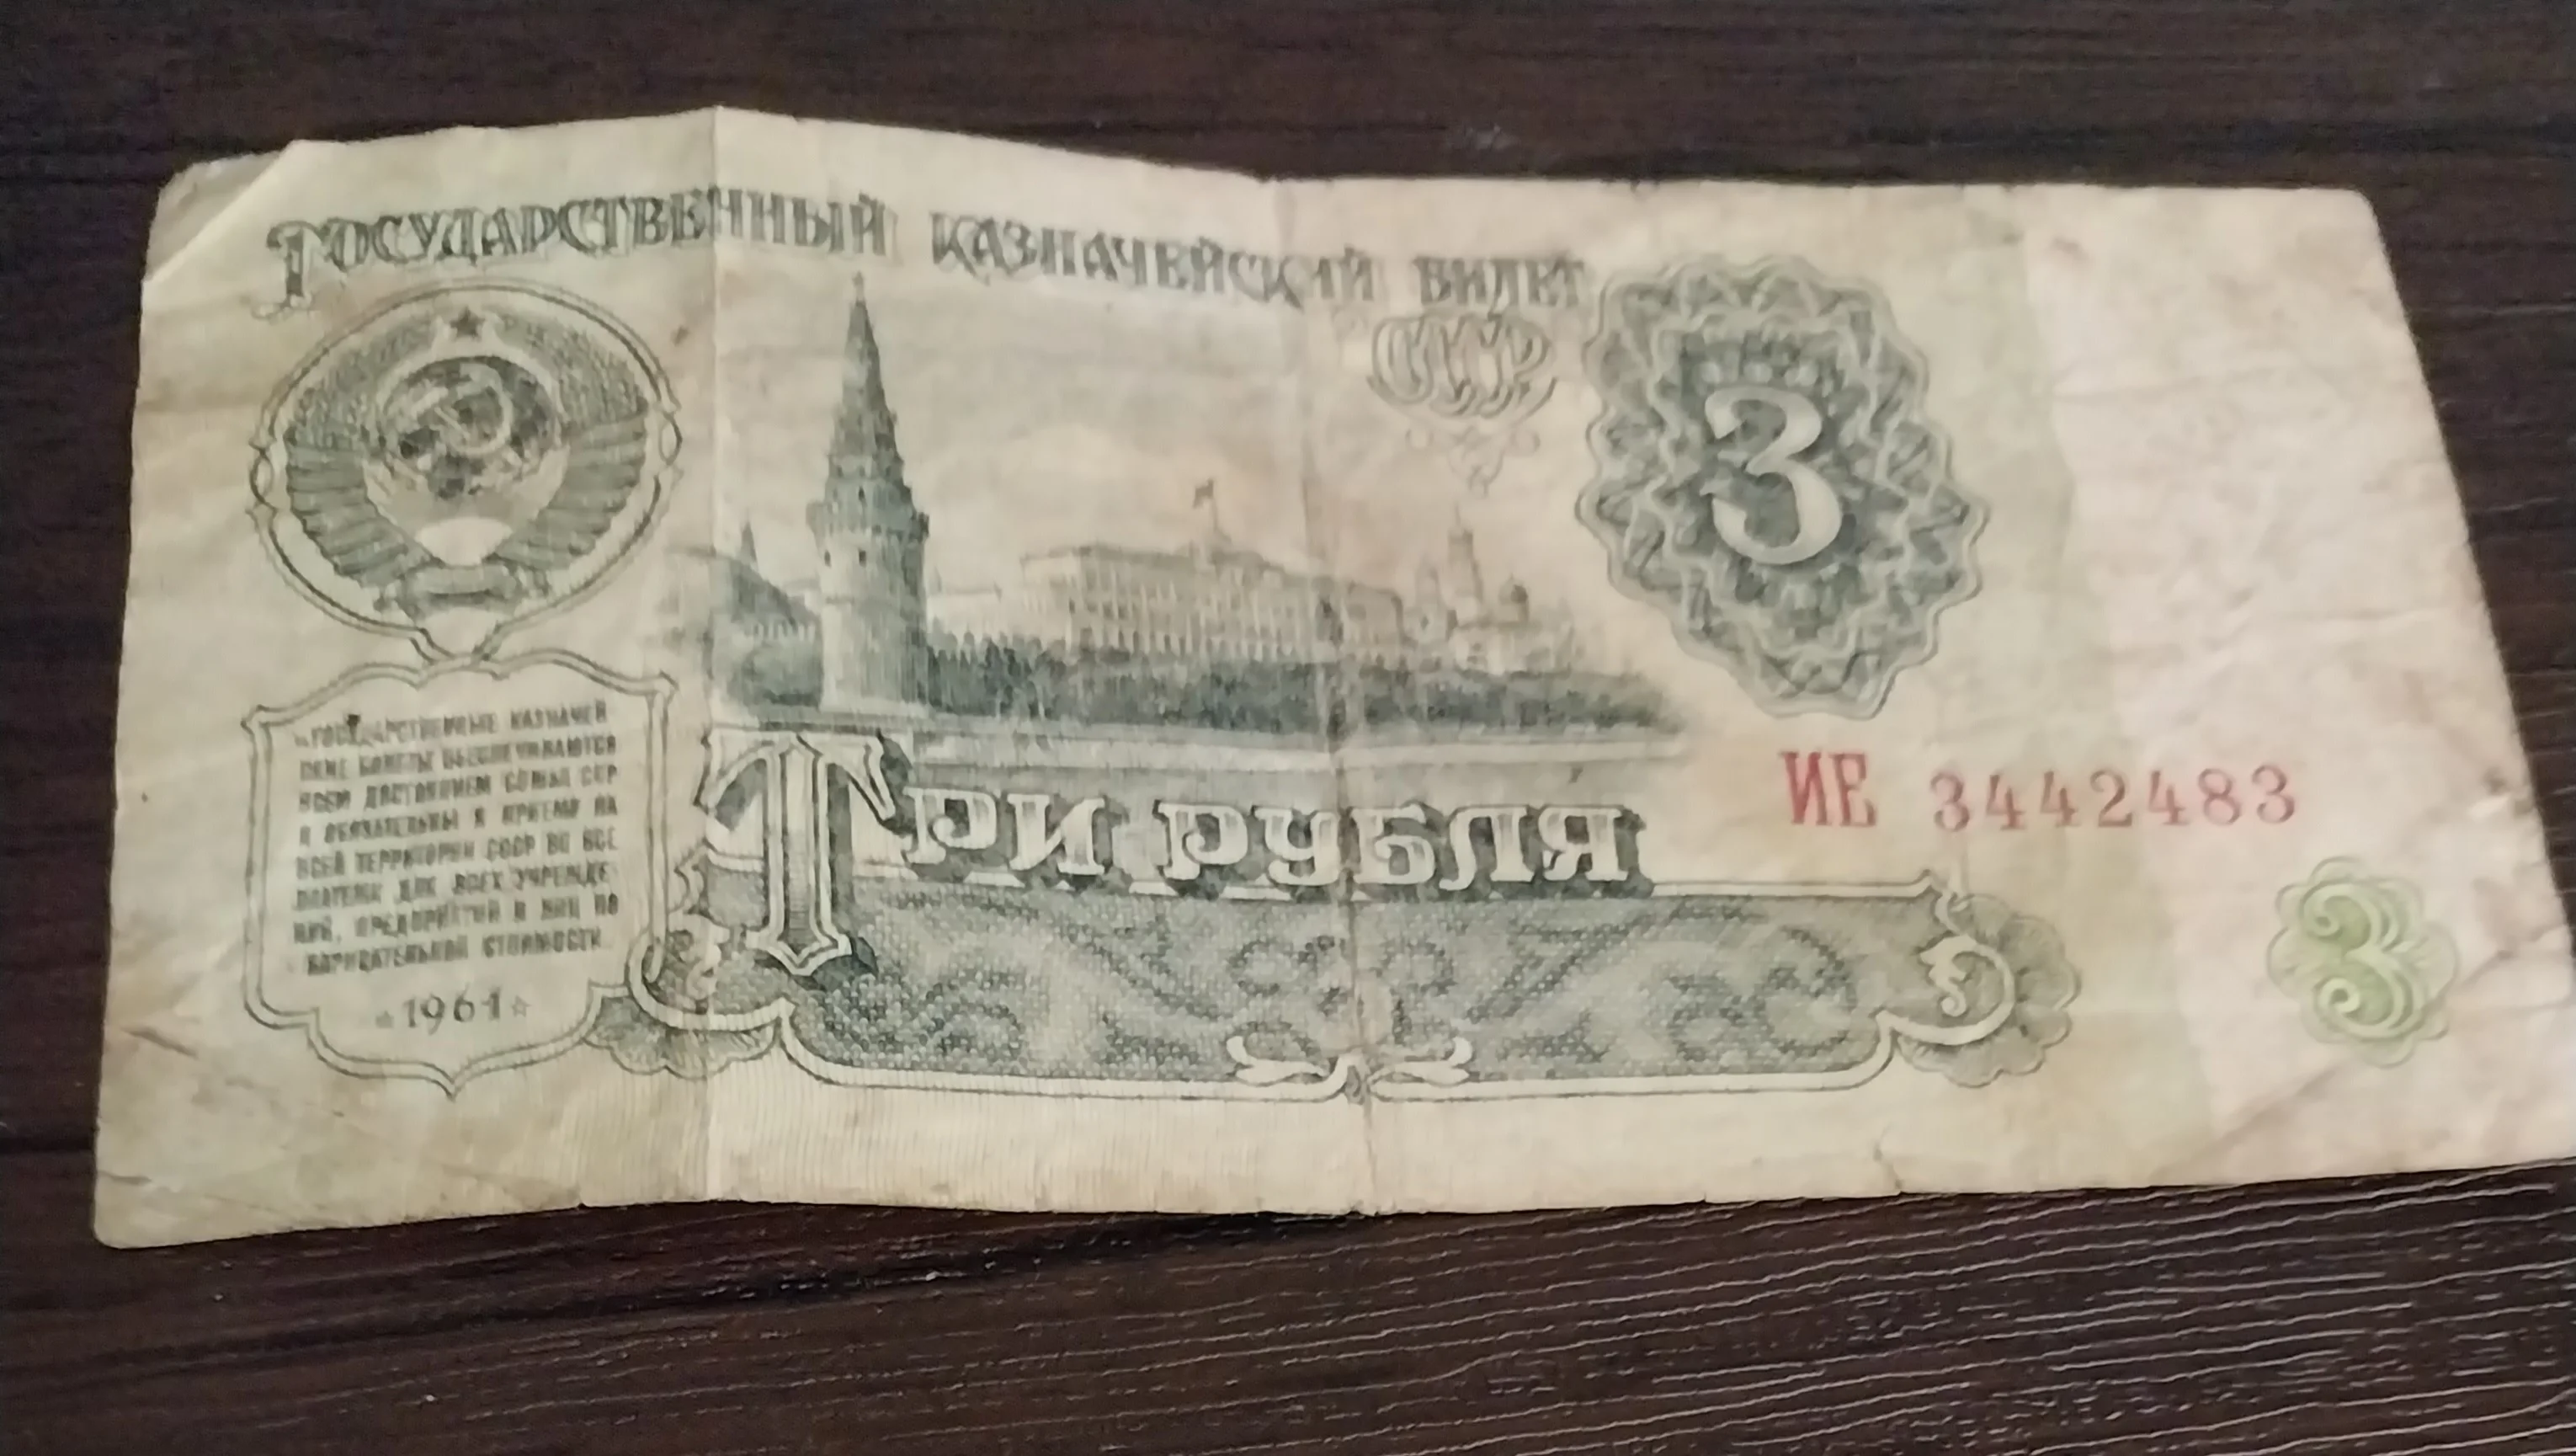 Государственный казначейский билет
СССР
3
„Государственные казначей
ские билеты обеспечиваются
всем достоянием Союза ССР
и обязательны к приему на
всей территории СССР во все
платежи для всех учрежде
ний, предприятий и лиц по
нарицательной стоимости
1961
Три рубля
ИЕ 3442483
3
3
3